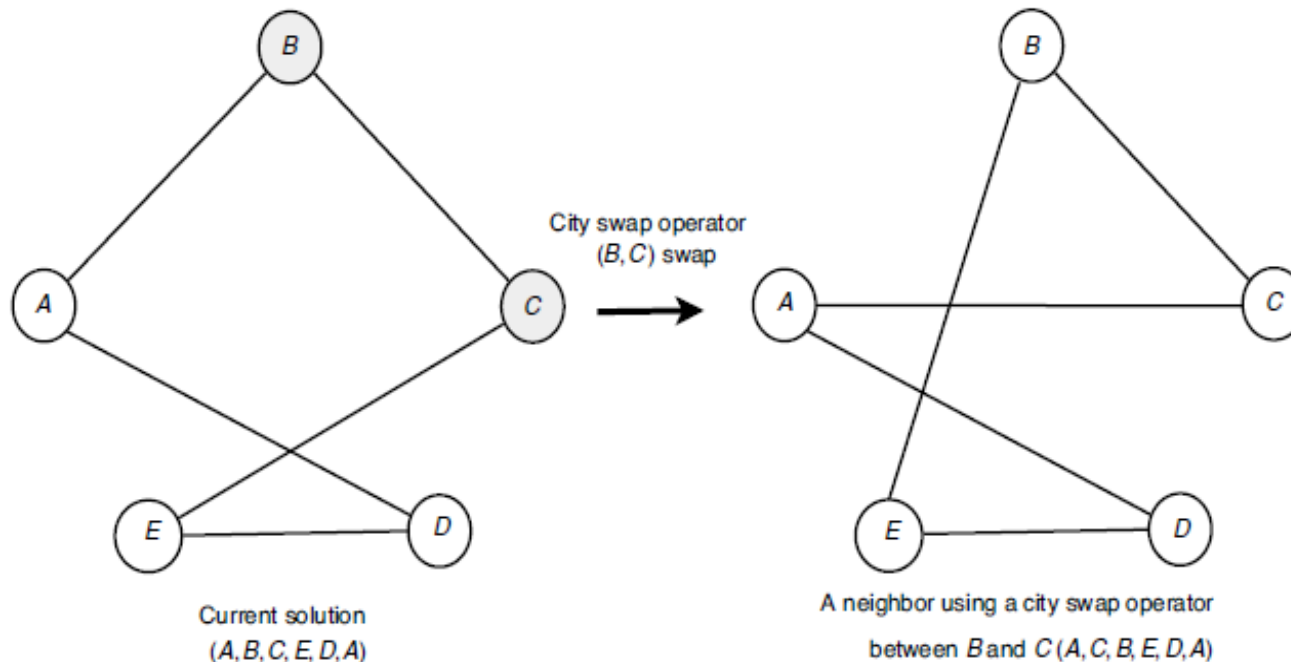 B
A
C
E
D
Current solution
(A, B, C, E, D, A)
City swap operator
(B, C) swap
B
A
C
E
D
A neighbor using a city swap operator
between B and C (A, C, B, E, D, A)